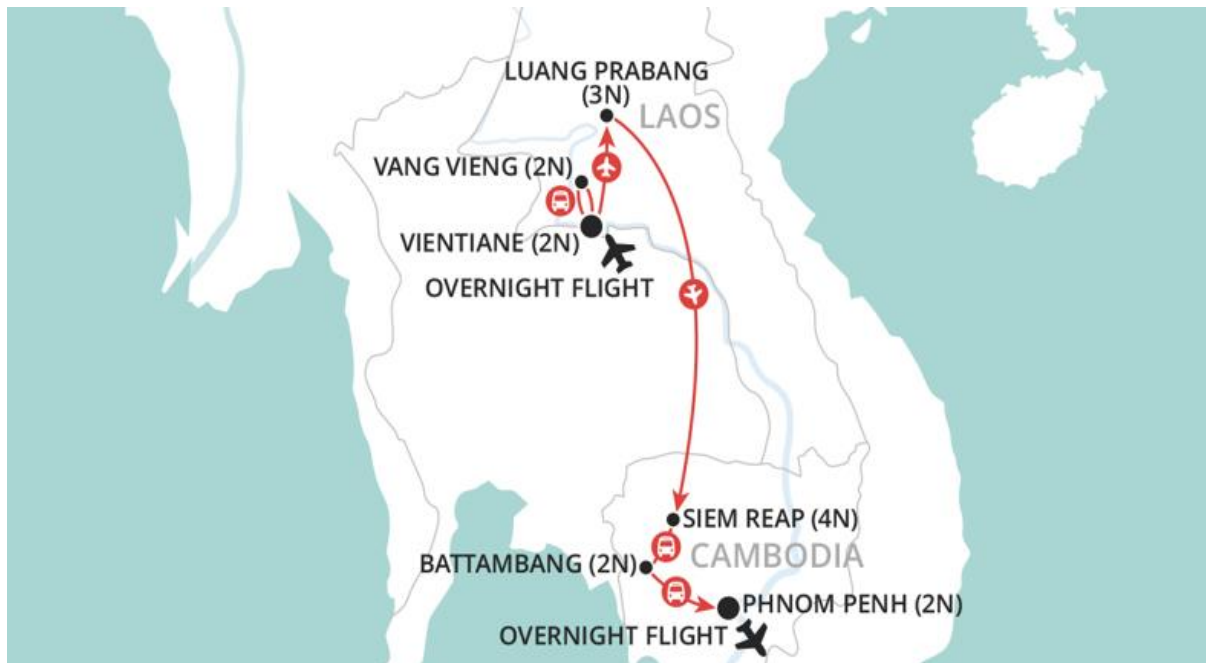 LUANG PRABANG
(3N)
LAOS
VANG VIENG (2N)
VIENTIANE (2N)
OVERNIGHT FLIGHT
SIEM REAP (4N)
CAMBODIA
BATTAMBANG (2N)
PHNOM PENH (2N)
OVERNIGHT FLIGHT